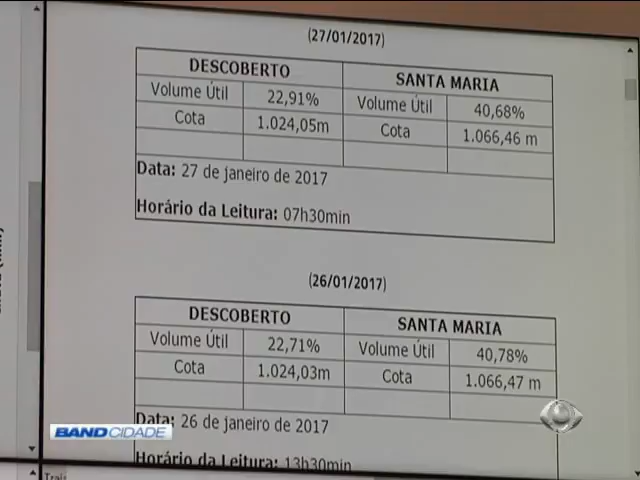 (27/01/2017)
DESCOBERTO SANTA MARIA
Volume Útil 22,91% Volume Útil 40,68%
Cota 1.024,05m Cota 1.066,46 m
Data: 27 de janeiro de 2017
Horário da Leitura: 07h30min
(26/01/2017)
DESCOBERTO SANTA MARIA
Volume Útil 22,71% Volume Útil 40,78%
Cota 1.024,03m Cota 1.066,47 m
Data: 26 de janeiro de 2017
Horário da Leitura: 13h30min
BAND CIDADE